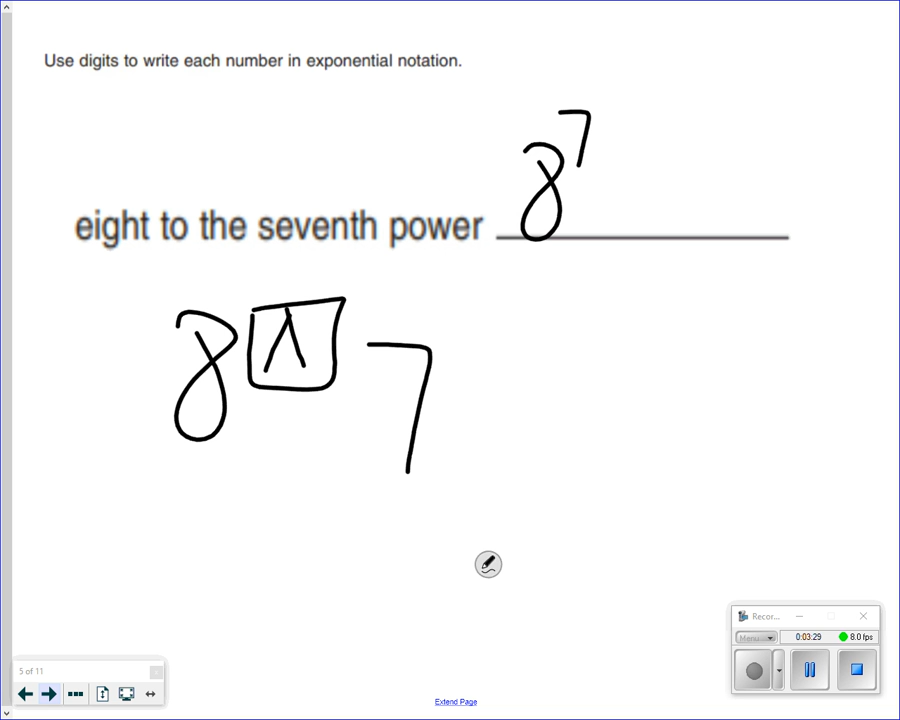 Use digits to write each number in exponential notation.
eight to the seventh power 8⁷
8 ^ 7
Recor...
Menu 0:03:29 8.0 fps
5 of 11
Extend Page